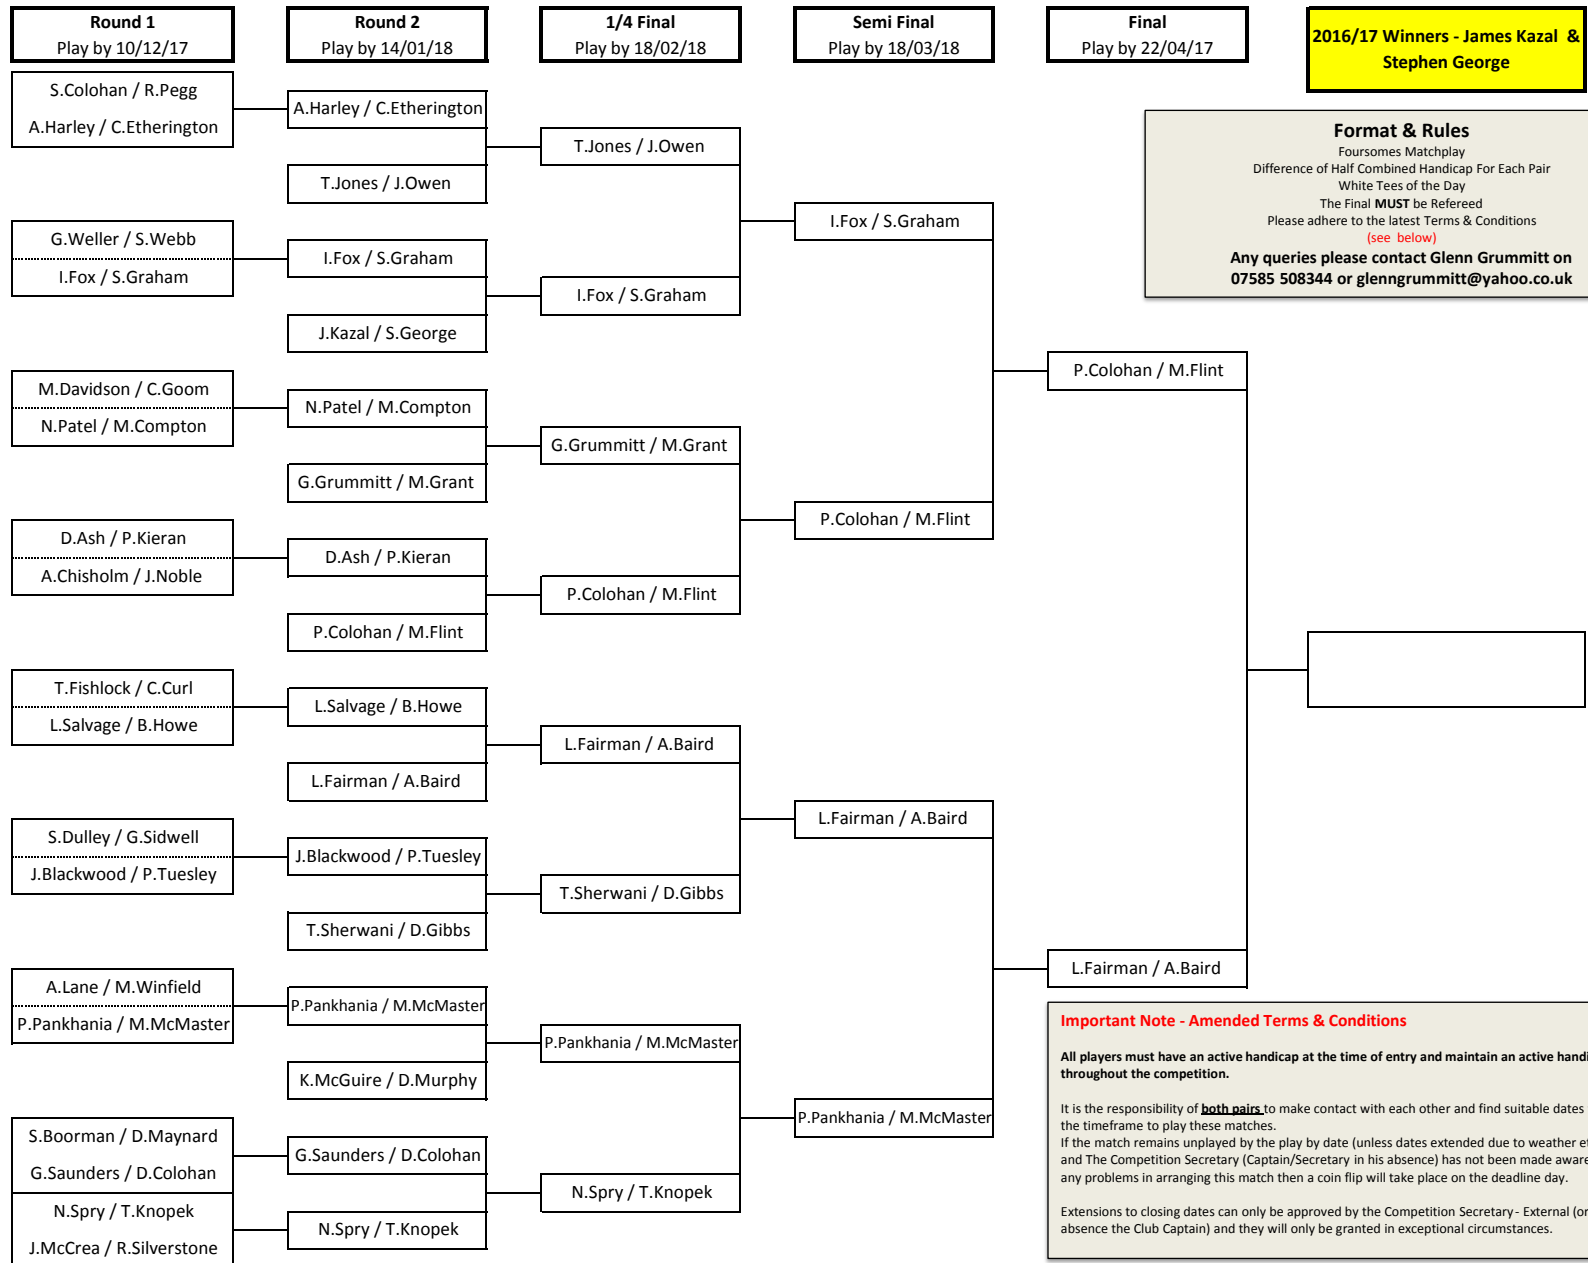 Round 1
Play by 10/12/17
Round 2
Play by 14/01/18
1/4 Final
Play by 18/02/18
Semi Final
Play by 18/03/18
Final
Play by 22/04/17
2016/17 Winners - James Kazal &
Stephen George
S.Colohan / R.Pegg
A.Harley / C.Etherington
G.Weller / S.Webb
I.Fox / S.Graham
M.Davidson / C.Goom
N.Patel / M.Compton
D.Ash / P.Kieran
A.Chisholm / J.Noble
T.Fishlock / C.Curl
L.Salvage / B.Howe
S.Dulley / G.Sidwell
J.Blackwood / P.Tuesley
A.Lane / M.Winfield
P.Pankhania / M.McMaster
S.Boorman / D.Maynard
G.Saunders / D.Colohan
N.Spry / T.Knopek
J.McCrea / R.Silverstone
A.Harley / C.Etherington
T.Jones / J.Owen
I.Fox / S.Graham
J.Kazal / S.George
N.Patel / M.Compton
G.Grummitt / M.Grant
D.Ash / P.Kieran
P.Colohan / M.Flint
L.Salvage / B.Howe
L.Fairman / A.Baird
J.Blackwood / P.Tuesley
T.Sherwani / D.Gibbs
P.Pankhania / M.McMaster
K.McGuire / D.Murphy
G.Saunders / D.Colohan
N.Spry / T.Knopek
T.Jones / J.Owen
I.Fox / S.Graham
G.Grummitt / M.Grant
P.Colohan / M.Flint
L.Fairman / A.Baird
T.Sherwani / D.Gibbs
P.Pankhania / M.McMaster
N.Spry / T.Knopek
I.Fox / S.Graham
P.Colohan / M.Flint
L.Fairman / A.Baird
P.Pankhania / M.McMaster
P.Colohan / M.Flint
L.Fairman / A.Baird
Format & Rules
Foursomes Matchplay
Difference of Half Combined Handicap For Each Pair
White Tees of the Day
The Final MUST be Refereed
Please adhere to the latest Terms & Conditions
(see below)
Any queries please contact Glenn Grummitt on
07585 508344 or glenngrummitt@yahoo.co.uk
Important Note - Amended Terms & Conditions
All players must have an active handicap at the time of entry and maintain an active handi
throughout the competition.
It is the responsibility of both pairs to make contact with each other and find suitable dates
the timeframe to play these matches.
If the match remains unplayed by the play by date (unless dates extended due to weather e
and The Competition Secretary (Captain/Secretary in his absence) has not been made aware
any problems in arranging this match then a coin flip will take place on the deadline day.
Extensions to closing dates can only be approved by the Competition Secretary - External (or
absence the Club Captain) and they will only be granted in exceptional circumstances.